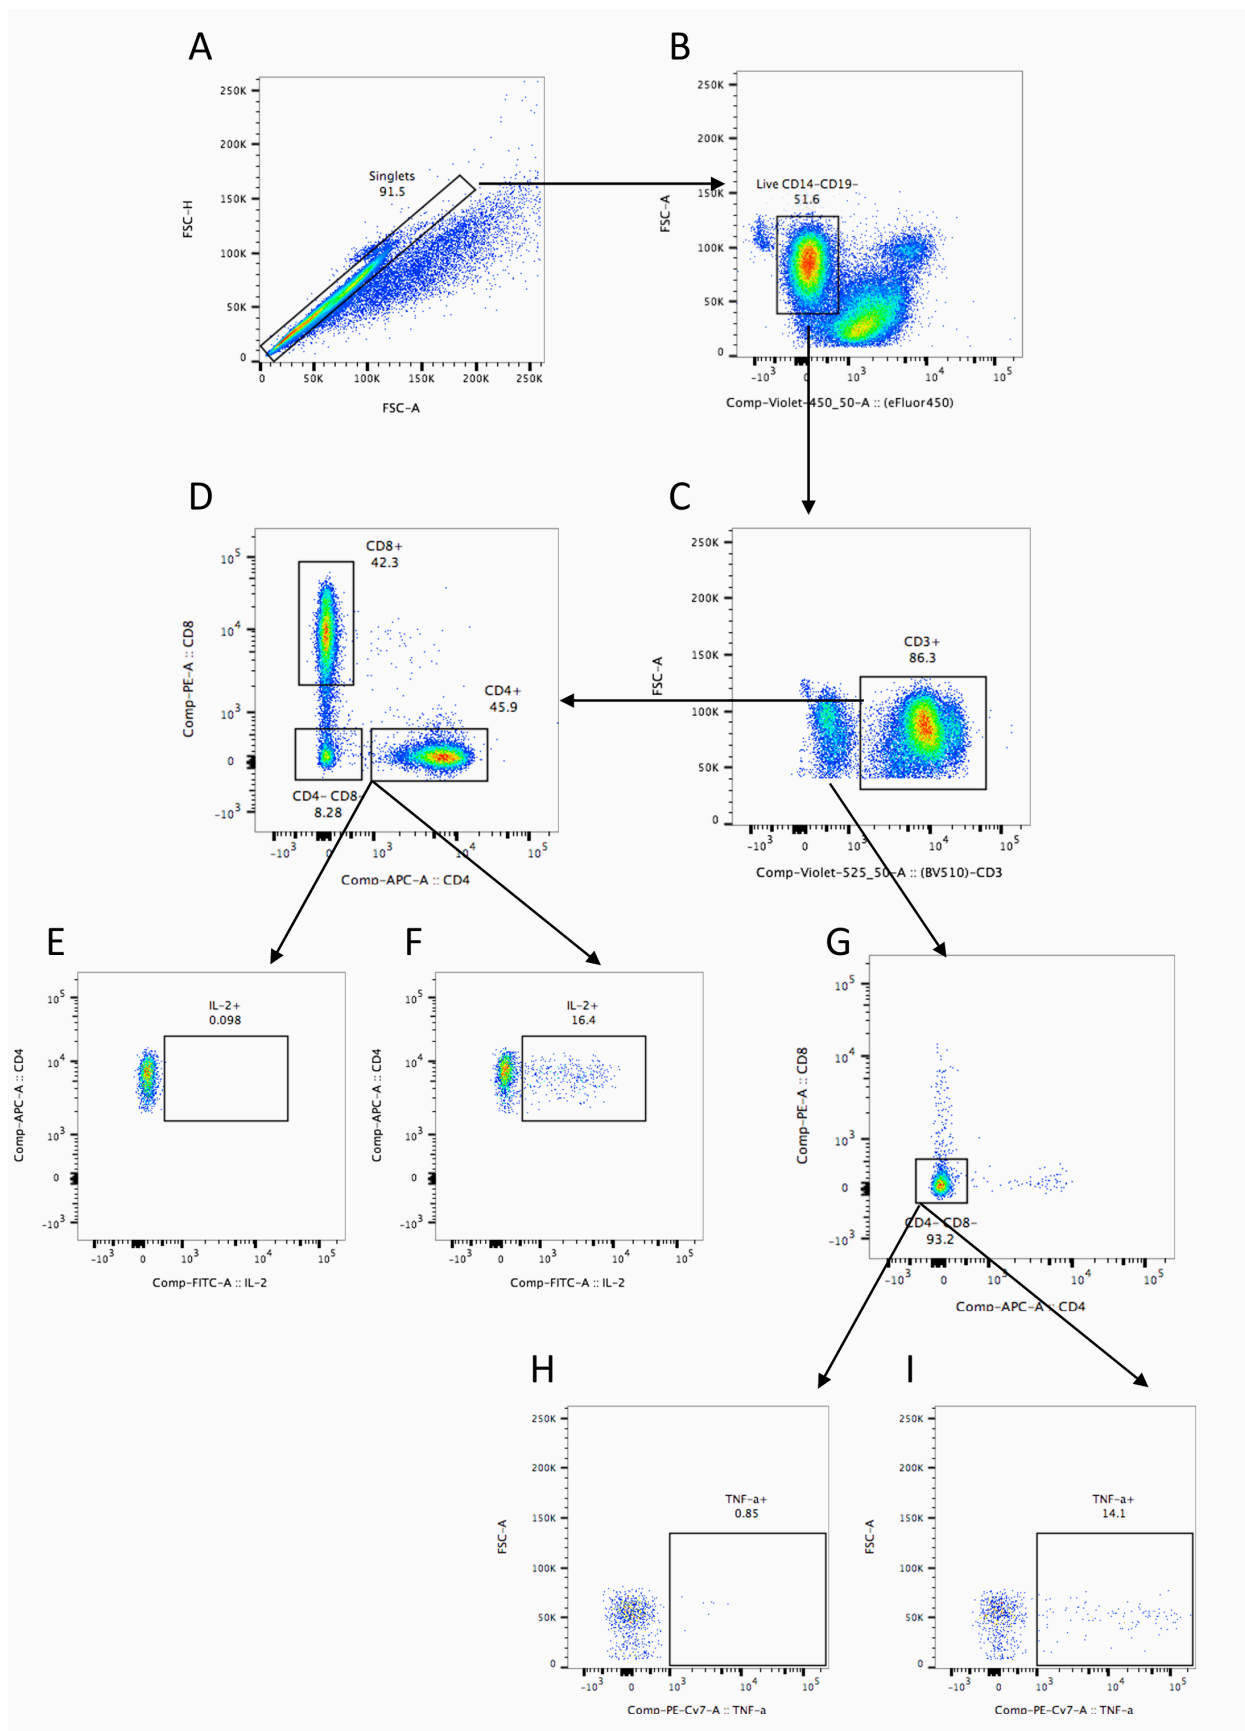 A
250K
200K
150K
100K
50K
0
Singlets
91.5
FSC-H
0 50K 100K 150K 200K 250K
FSC-A
B
250K
200K
150K
100K
50K
0
Live CD14-CD19-
51.6
FSC-A
-10³ 0 10³ 10⁴ 10⁵
Comp-Violet-450_50-A :: (eFluor450)
D
CD8+
42.3
10⁵
10⁴
10³
0
-10³
Comp-PE-A :: CD8
CD4+
45.9
CD4- CD8-
8.28
-10³ 0 10³ 10⁴ 10⁵
Comp-APC-A :: CD4
C
250K
200K
150K
100K
50K
0
CD3+
86.3
FSC-A
-10³ 0 10³ 10⁴ 10⁵
Comp-Violet-525_50-A :: (BV510)-CD3
E
10⁵
10⁴
10³
0
-10³
IL-2+
0.098
Comp-APC-A :: CD4
-10³ 0 10³ 10⁴ 10⁵
Comp-FITC-A :: IL-2
F
10⁵
10⁴
10³
0
-10³
IL-2+
16.4
Comp-APC-A :: CD4
-10³ 0 10³ 10⁴ 10⁵
Comp-FITC-A :: IL-2
G
10⁵
10⁴
10³
0
-10³
Comp-PE-A :: CD8
CD4- CD8-
93.2
-10³ 0 10³ 10⁴ 10⁵
Comp-APC-A :: CD4
H
250K
200K
150K
100K
50K
0
TNF-a+
0.85
FSC-A
-10³ 0 10³ 10⁴ 10⁵
Comp-PE-Cy7-A :: TNF-a
I
250K
200K
150K
100K
50K
0
TNF-a+
14.1
FSC-A
-10³ 0 10³ 10⁴ 10⁵
Comp-PE-Cy7-A :: TNF-a